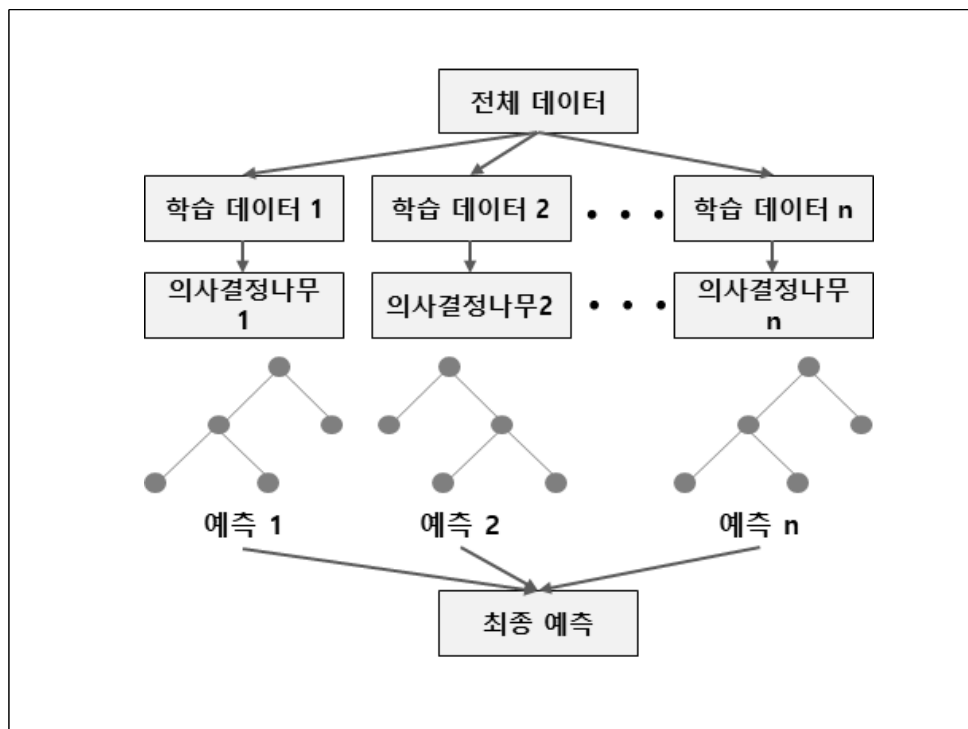 전체 데이터
학습 데이터 1
학습 데이터 2
학습 데이터 n
의사결정나무
1
의사결정나무2
의사결정나무
n
예측 1
예측 2
예측 n
최종 예측